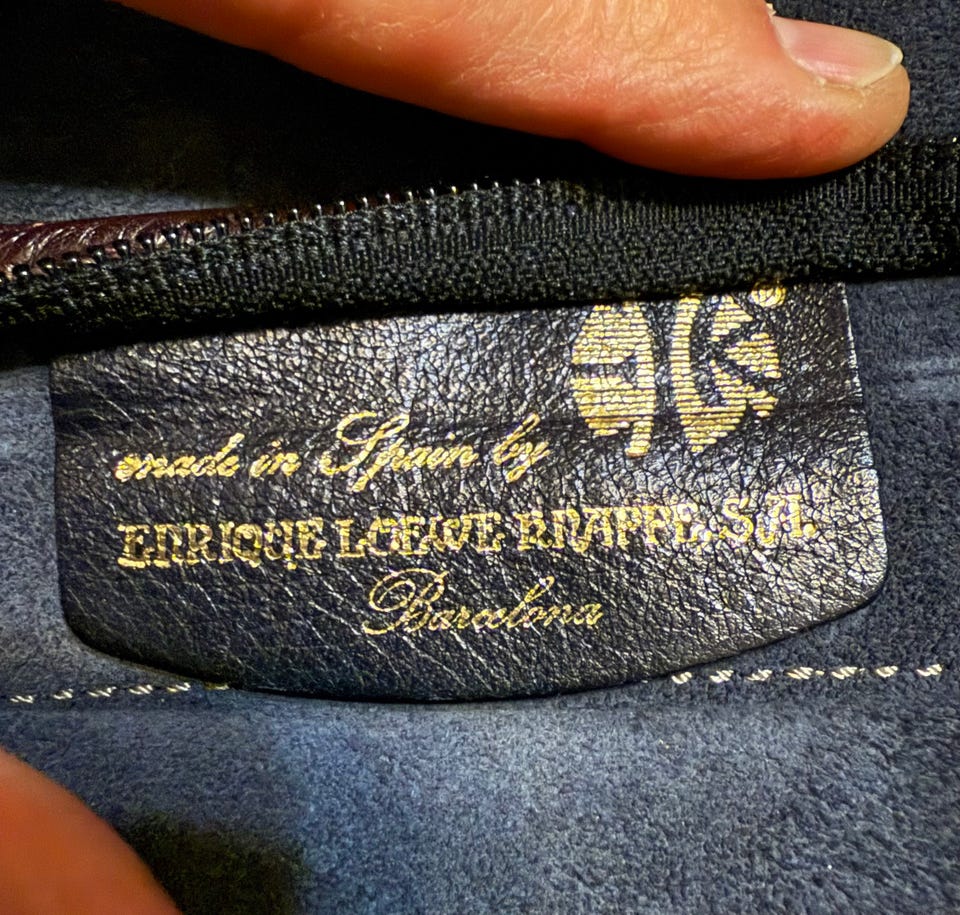 made in Spain by
ENRIQUE LOEWE KNAPPE, S.A.
Barcelona